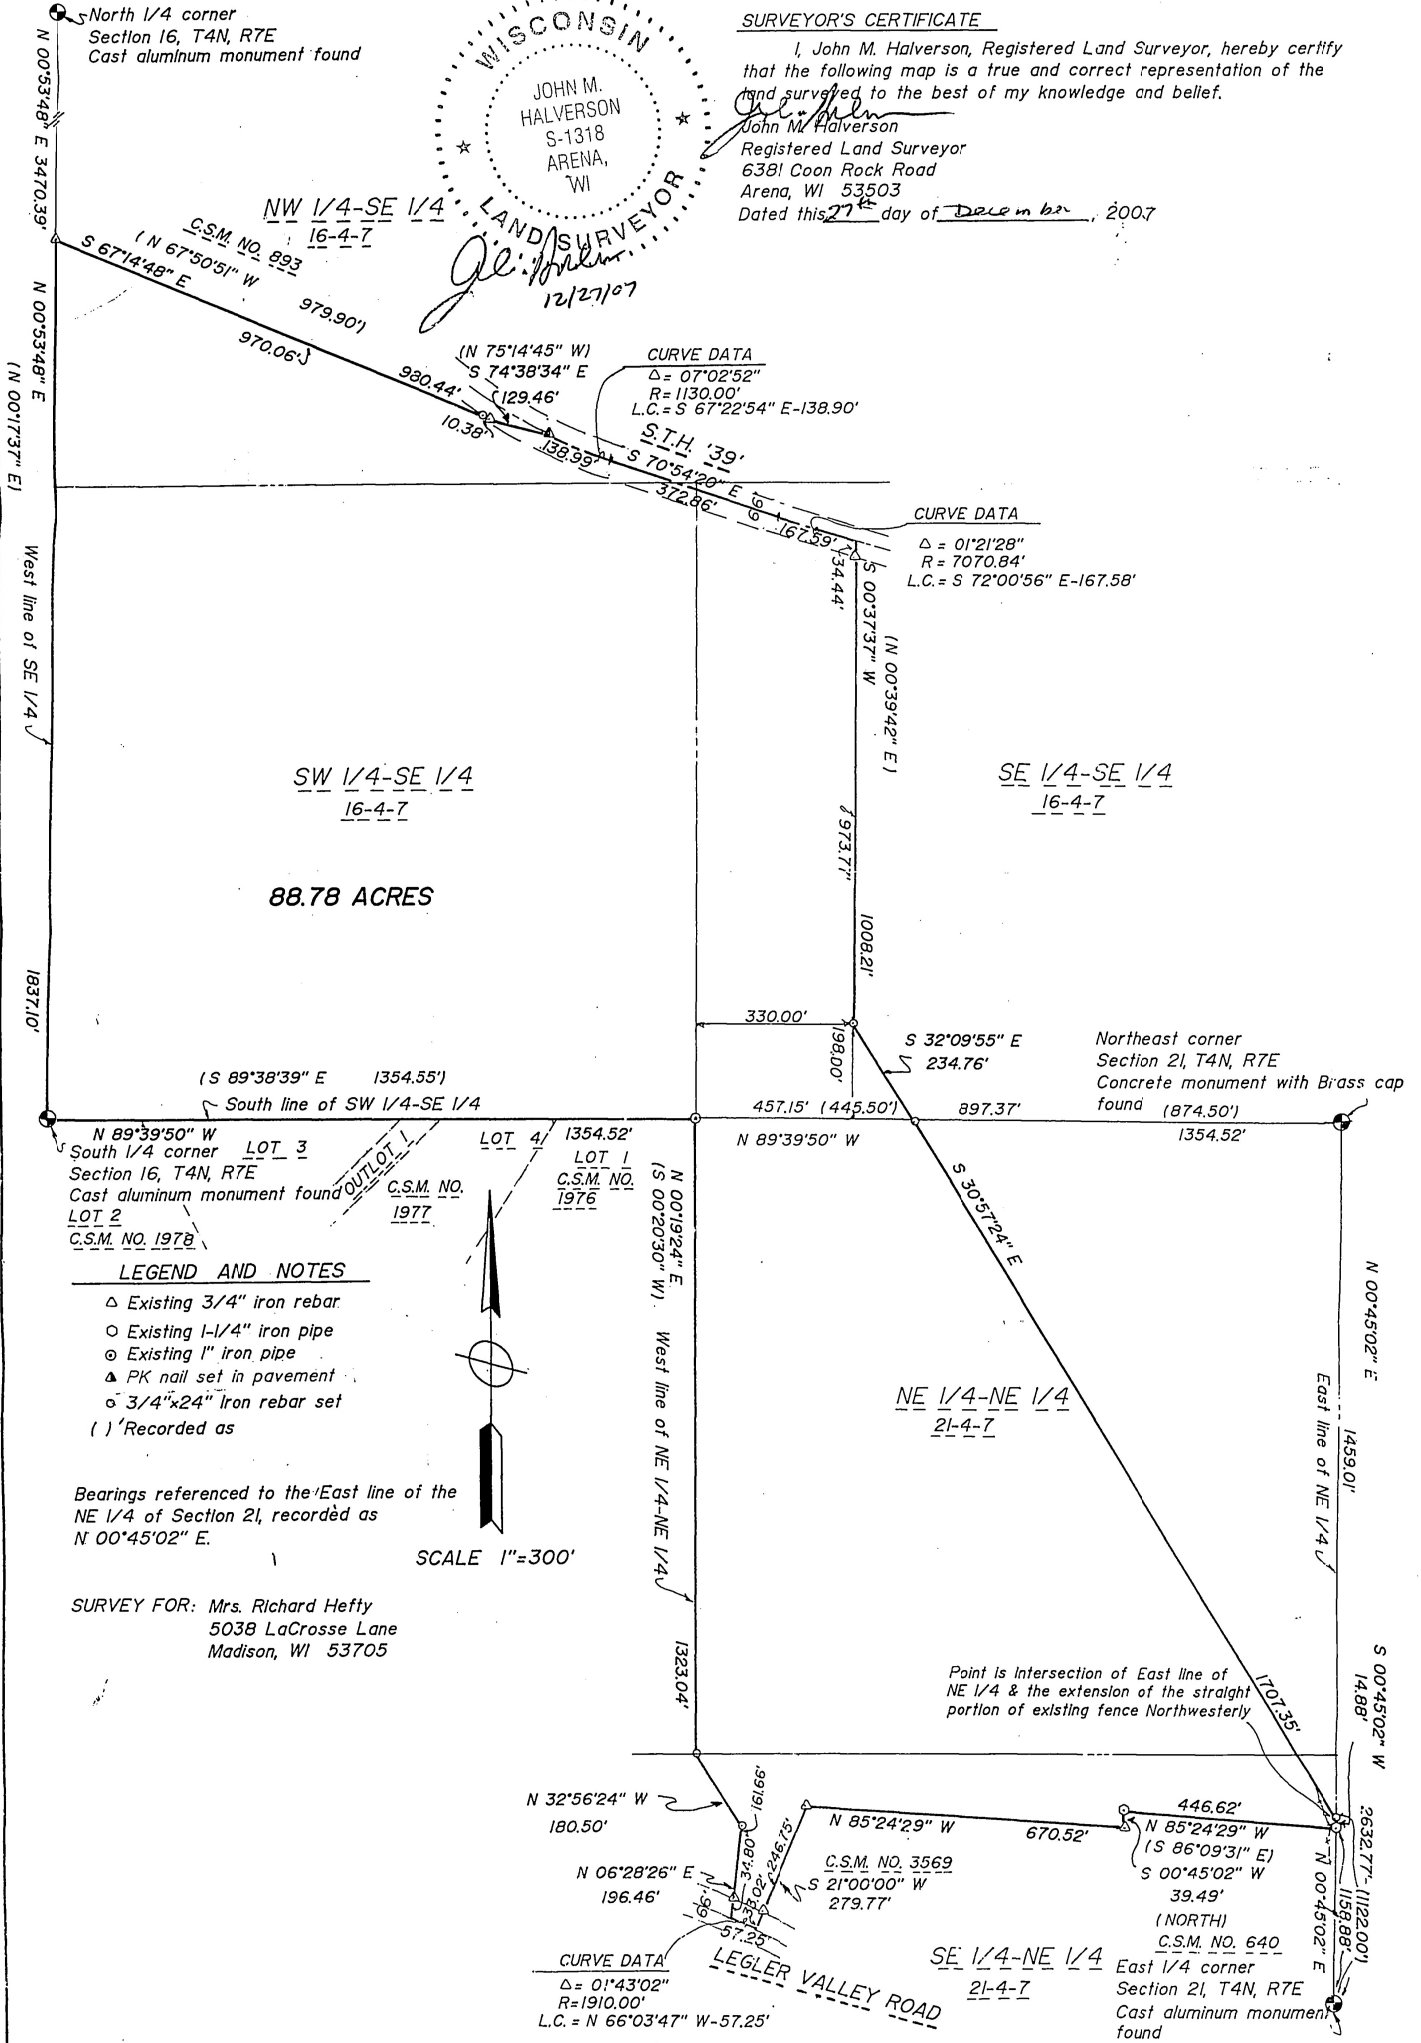 North 1/4 corner
Section 16, T4N, R7E
Cast aluminum monument found
WISCONSIN
JOHN M.
HALVERSON
S-1318
ARENA,
WI
LAND SURVEYOR
12/27/07
SURVEYOR'S CERTIFICATE
I, John M. Halverson, Registered Land Surveyor, hereby certify
that the following map is a true and correct representation of the
land surveyed to the best of my knowledge and belief.
John M. Halverson
Registered Land Surveyor
6381 Coon Rock Road
Arena, WI 53503
Dated this 27th day of December, 2007
N 00°53'48" E 3470.39'
NW 1/4-SE 1/4
16-4-7
C.S.M. NO. 893
(N 67°50'51" W 979.90')
S 67°14'48" E
970.06'
980.44'
10.38'
(N 75°14'45" W)
S 74°38'34" E
129.46'
CURVE DATA
Δ= 07°02'52"
R=1130.00'
L.C.= S 67°22'54" E-138.90'
138.99'
S.T.H. '39'
S 70°54'20" E
372.86'
66'
167.59'
CURVE DATA
Δ = 01°21'28"
R = 7070.84'
L.C.= S 72°00'56" E-167.58'
34.44'
S 00°37'37" W
(N 00°39'42" E)
973.77"
1008.21'
N 00°53'48" E
(N 00°17'37" E)
West line of SE 1/4
1837.10'
SW 1/4-SE 1/4
16-4-7
88.78 ACRES
SE 1/4-SE 1/4
16-4-7
330.00'
198.00'
S 32°09'55" E
234.76'
Northeast corner
Section 21, T4N, R7E
Concrete monument with Brass cap
found
(874.50')
1354.52'
(S 89°38'39" E 1354.55')
South line of SW 1/4-SE 1/4
N 89°39'50" W
1354.52'
457.15' (445.50')
897.37'
N 89°39'50" W
South 1/4 corner
Section 16, T4N, R7E
Cast aluminum monument found
LOT 3
OUTLOT 1
LOT 4
LOT 1
C.S.M. NO.
1976
C.S.M. NO.
1977
LOT 2
C.S.M. NO. 1978
LEGEND AND NOTES
△ Existing 3/4" iron rebar
Existing 1-1/4" iron pipe
⊙ Existing 1" iron pipe
PK nail set in pavement
○ 3/4"x24" iron rebar set
( ) Recorded as
Bearings referenced to the East line of the
NE 1/4 of Section 21, recorded as
N 00°45'02" E.
SCALE 1"=300'
SURVEY FOR: Mrs. Richard Hefty
5038 LaCrosse Lane
Madison, WI 53705
N 00°19'24" E
(S 00°20'30" W)
West line of NE 1/4-NE 1/4
1323.04'
S 30°57'24" E
1707.35'
NE 1/4-NE 1/4
21-4-7
N 00°45'02" E
1459.01'
East line of NE 1/4
Point is intersection of East line of
NE 1/4 & the extension of the straight
portion of existing fence Northwesterly
S 00°45'02" W
14.88'
2632.77'-(1122.00')
1158.88'
N 00°45'02" E
N 32°56'24" W
180.50'
161.66'
34.80'
N 06°28'26" E
196.46'
66'
33.02'
246.75'
57.25'
S 21°00'00" W
279.77'
C.S.M. NO. 3569
N 85°24'29" W
670.52'
446.62'
N 85°24'29" W
(S 86°09'31" E)
S 00°45'02" W
39.49'
(NORTH)
C.S.M. NO. 640
CURVE DATA
Δ= 01°43'02"
R=1910.00'
L.C. = N 66°03'47" W-57.25'
LEGLER VALLEY ROAD
SE 1/4-NE 1/4
21-4-7
East 1/4 corner
Section 21, T4N, R7E
Cast aluminum monument
found